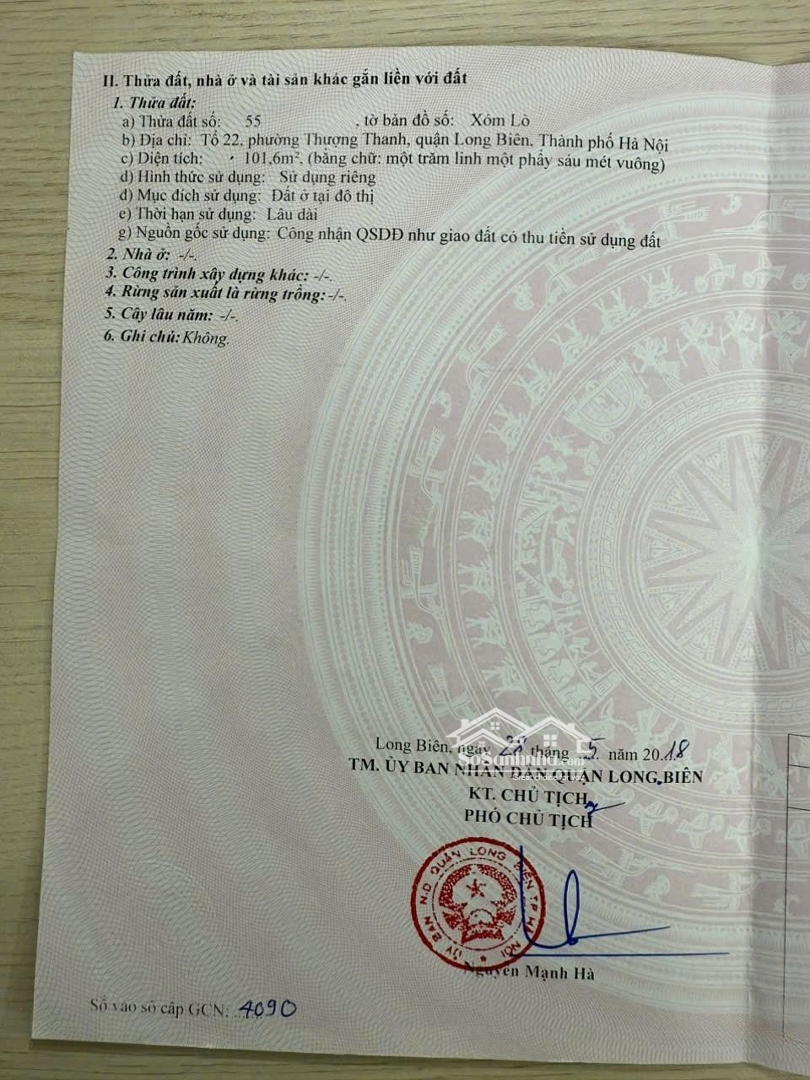 II. Thửa đất, nhà ở và tài sản khác gắn liền với đất
1. Thửa đất:
a) Thửa đất số: 55 , tờ bản đồ số: Xóm Lò
b) Địa chỉ: Tổ 22, phường Thượng Thanh, quận Long Biên, Thành phố Hà Nội
c) Diện tích: 101,6m², (bằng chữ: một trăm linh một phẩy sáu mét vuông)
d) Hình thức sử dụng: Sử dụng riêng
đ) Mục đích sử dụng: Đất ở tại đô thị
e) Thời hạn sử dụng: Lâu dài
g) Nguồn gốc sử dụng: Công nhận QSDĐ như giao đất có thu tiền sử dụng đất
2. Nhà ở: -/-.
3. Công trình xây dựng khác: -/-.
4. Rừng sản xuất là rừng trồng: -/-.
5. Cây lâu năm: -/-.
6. Ghi chú: Không.
Long Biên, ngày 28 tháng 5 năm 2018
TM. ỦY BAN NHÂN DÂN QUẬN LONG BIÊN
KT. CHỦ TỊCH
PHÓ CHỦ TỊCH
ỦY BAN N.D QUẬN LONG BIÊN T.P HÀ NỘI
Nguyễn Mạnh Hà
Số vào sổ cấp GCN: 4090